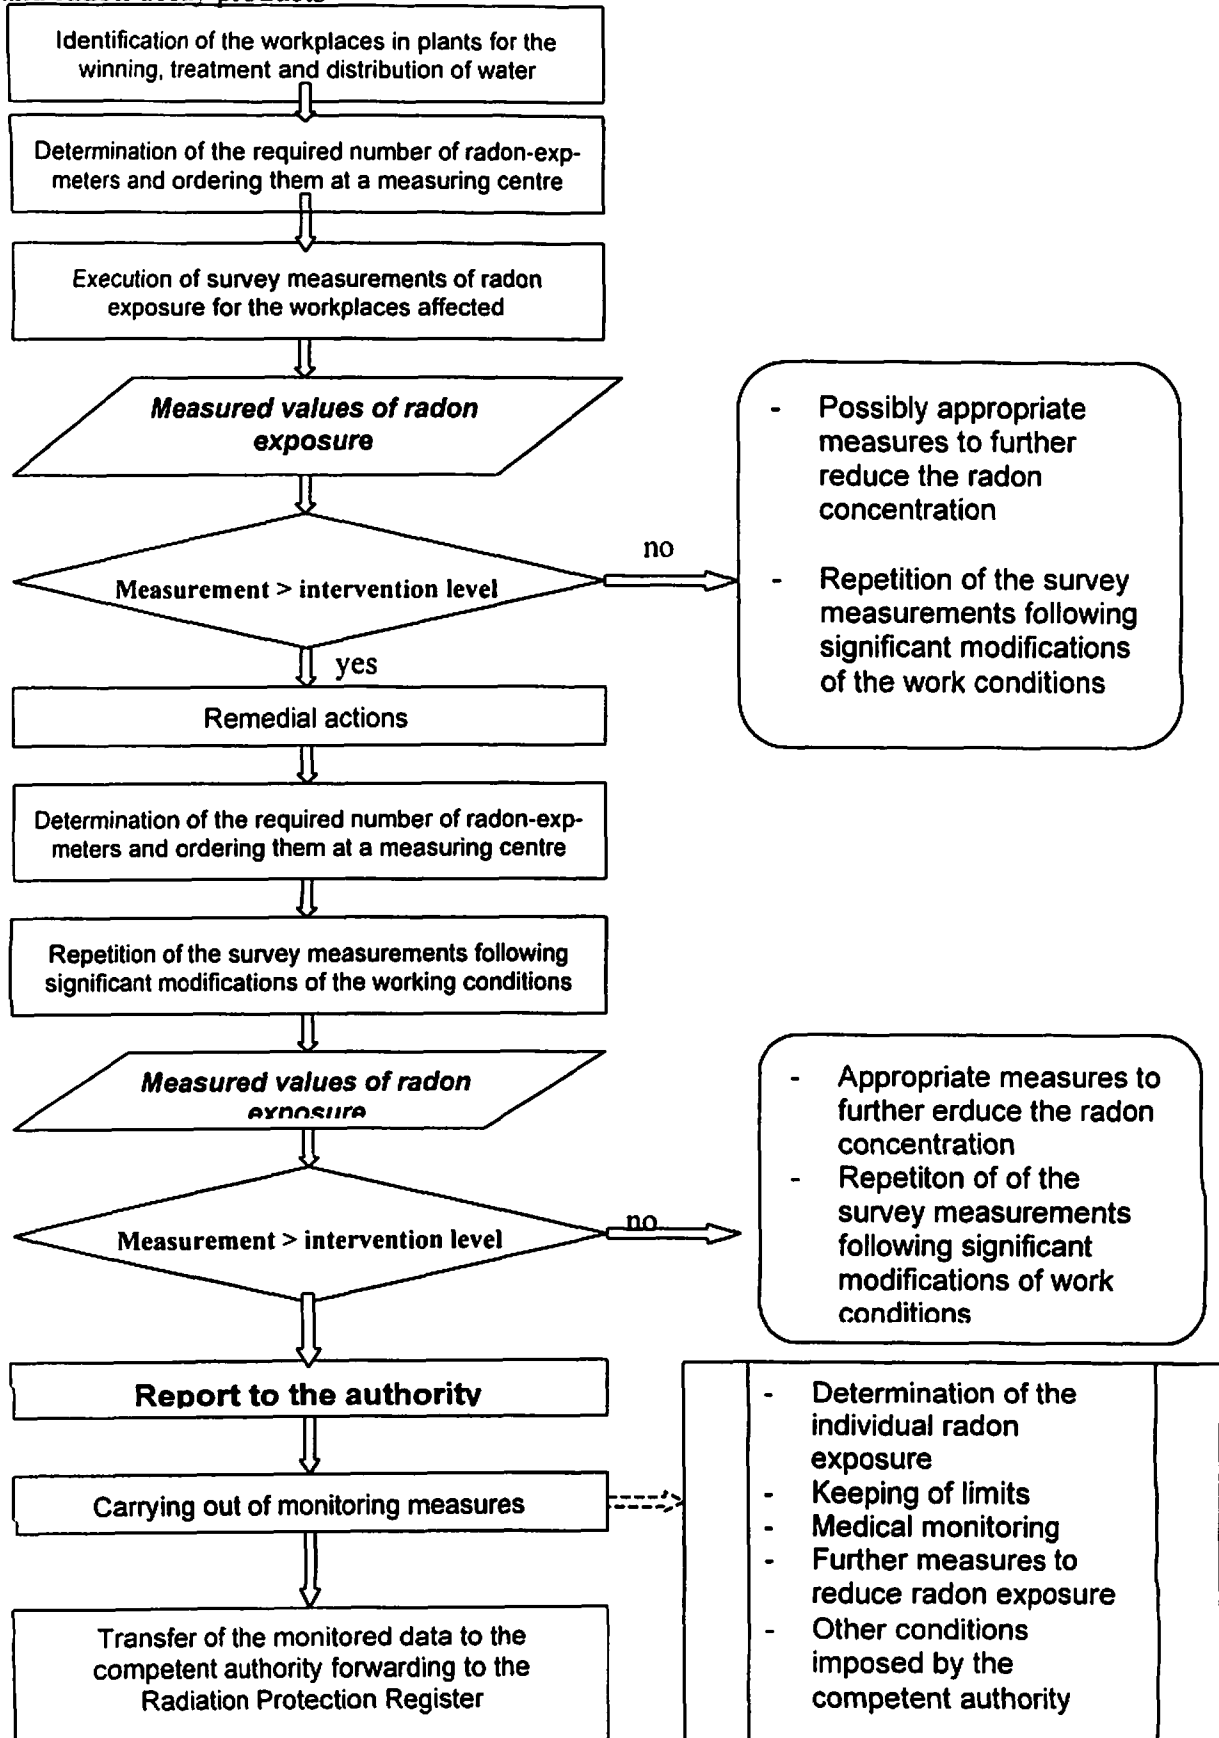 decay products
Identification of the workplaces in plants for the
winning, treatment and distribution of water
Determination of the required number of radon-exp-
meters and ordering them at a measuring centre
Execution of survey measurements of radon
exposure for the workplaces affected
Measured values of radon
exposure
- Possibly appropriate
measures to further
reduce the radon
concentration
- Repetition of the survey
measurements following
significant modifications
of the work conditions
no
Measurement > intervention level
yes
Remedial actions
Determination of the required number of radon-exp-
meters and ordering them at a measuring centre
Repetition of the survey measurements following
significant modifications of the working conditions
Measured values of radon
exposure
- Appropriate measures to
further erduce the radon
concentration
- Repetiton of of the
survey measurements
following significant
modifications of work
conditions
no
Measurement > intervention level
Report to the authority
Carrying out of monitoring measures
- Determination of the
individual radon
exposure
- Keeping of limits
- Medical monitoring
- Further measures to
reduce radon exposure
- Other conditions
imposed by the
competent authority
Transfer of the monitored data to the
competent authority forwarding to the
Radiation Protection Register